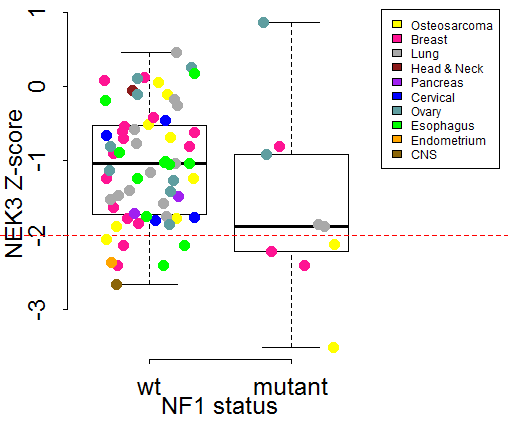 NEK3 Z-score
1
0
-1
-2
-3
wt mutant
NF1 status
Osteosarcoma
Breast
Lung
Head & Neck
Pancreas
Cervical
Ovary
Esophagus
Endometrium
CNS